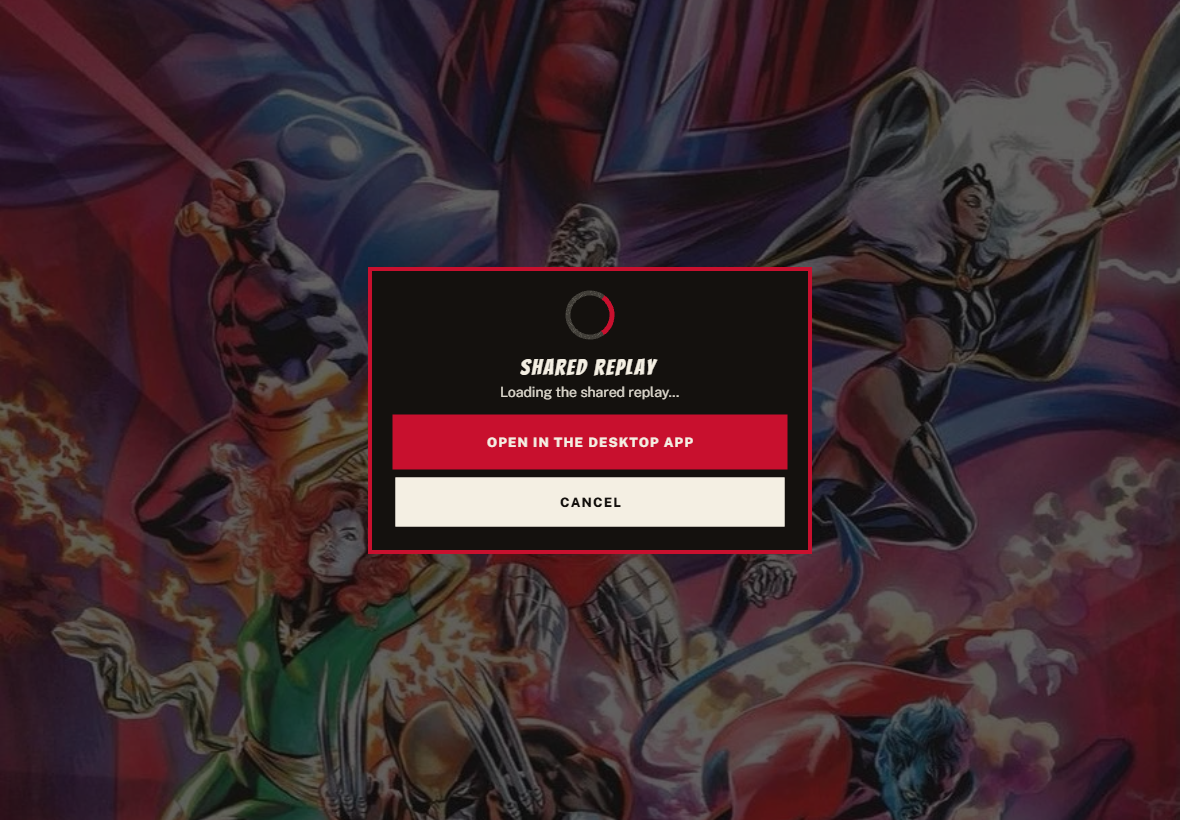 SHARED REPLAY
Loading the shared replay...
OPEN IN THE DESKTOP APP
CANCEL